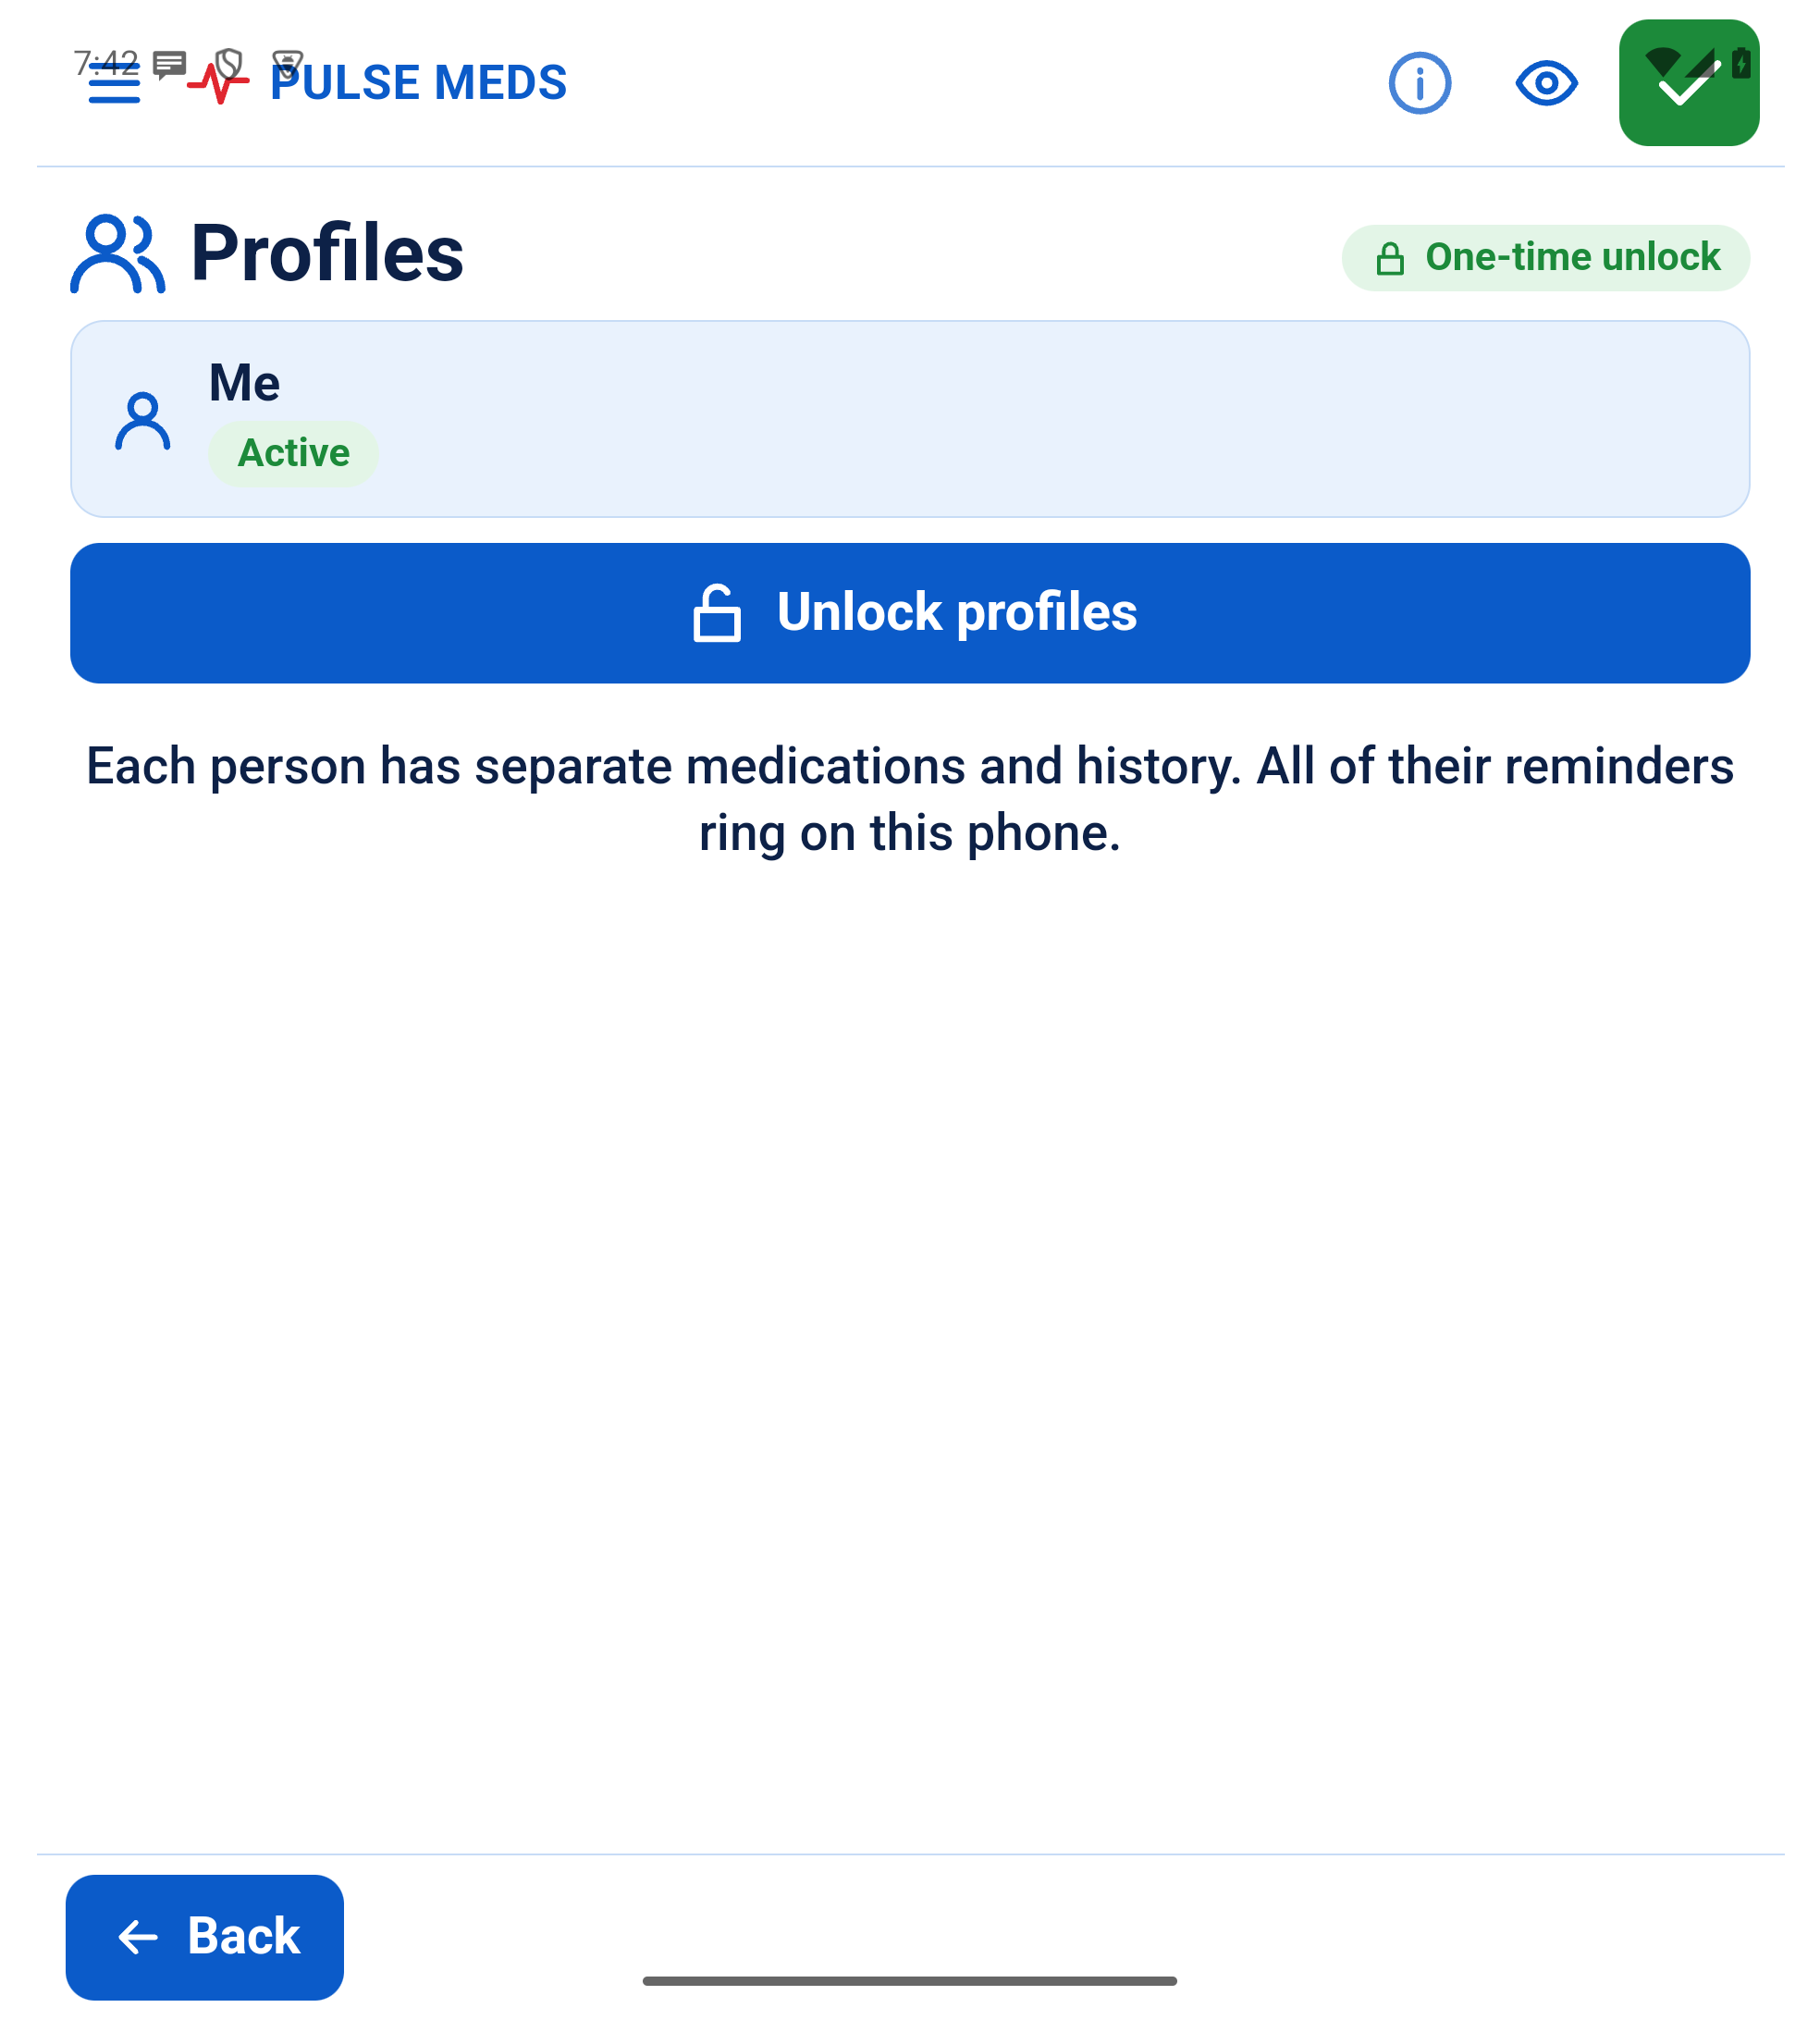 7:42
PULSE MEDS
Profiles
One-time unlock
Me
Active
Unlock profiles
Each person has separate medications and history. All of their reminders
ring on this phone.
Back